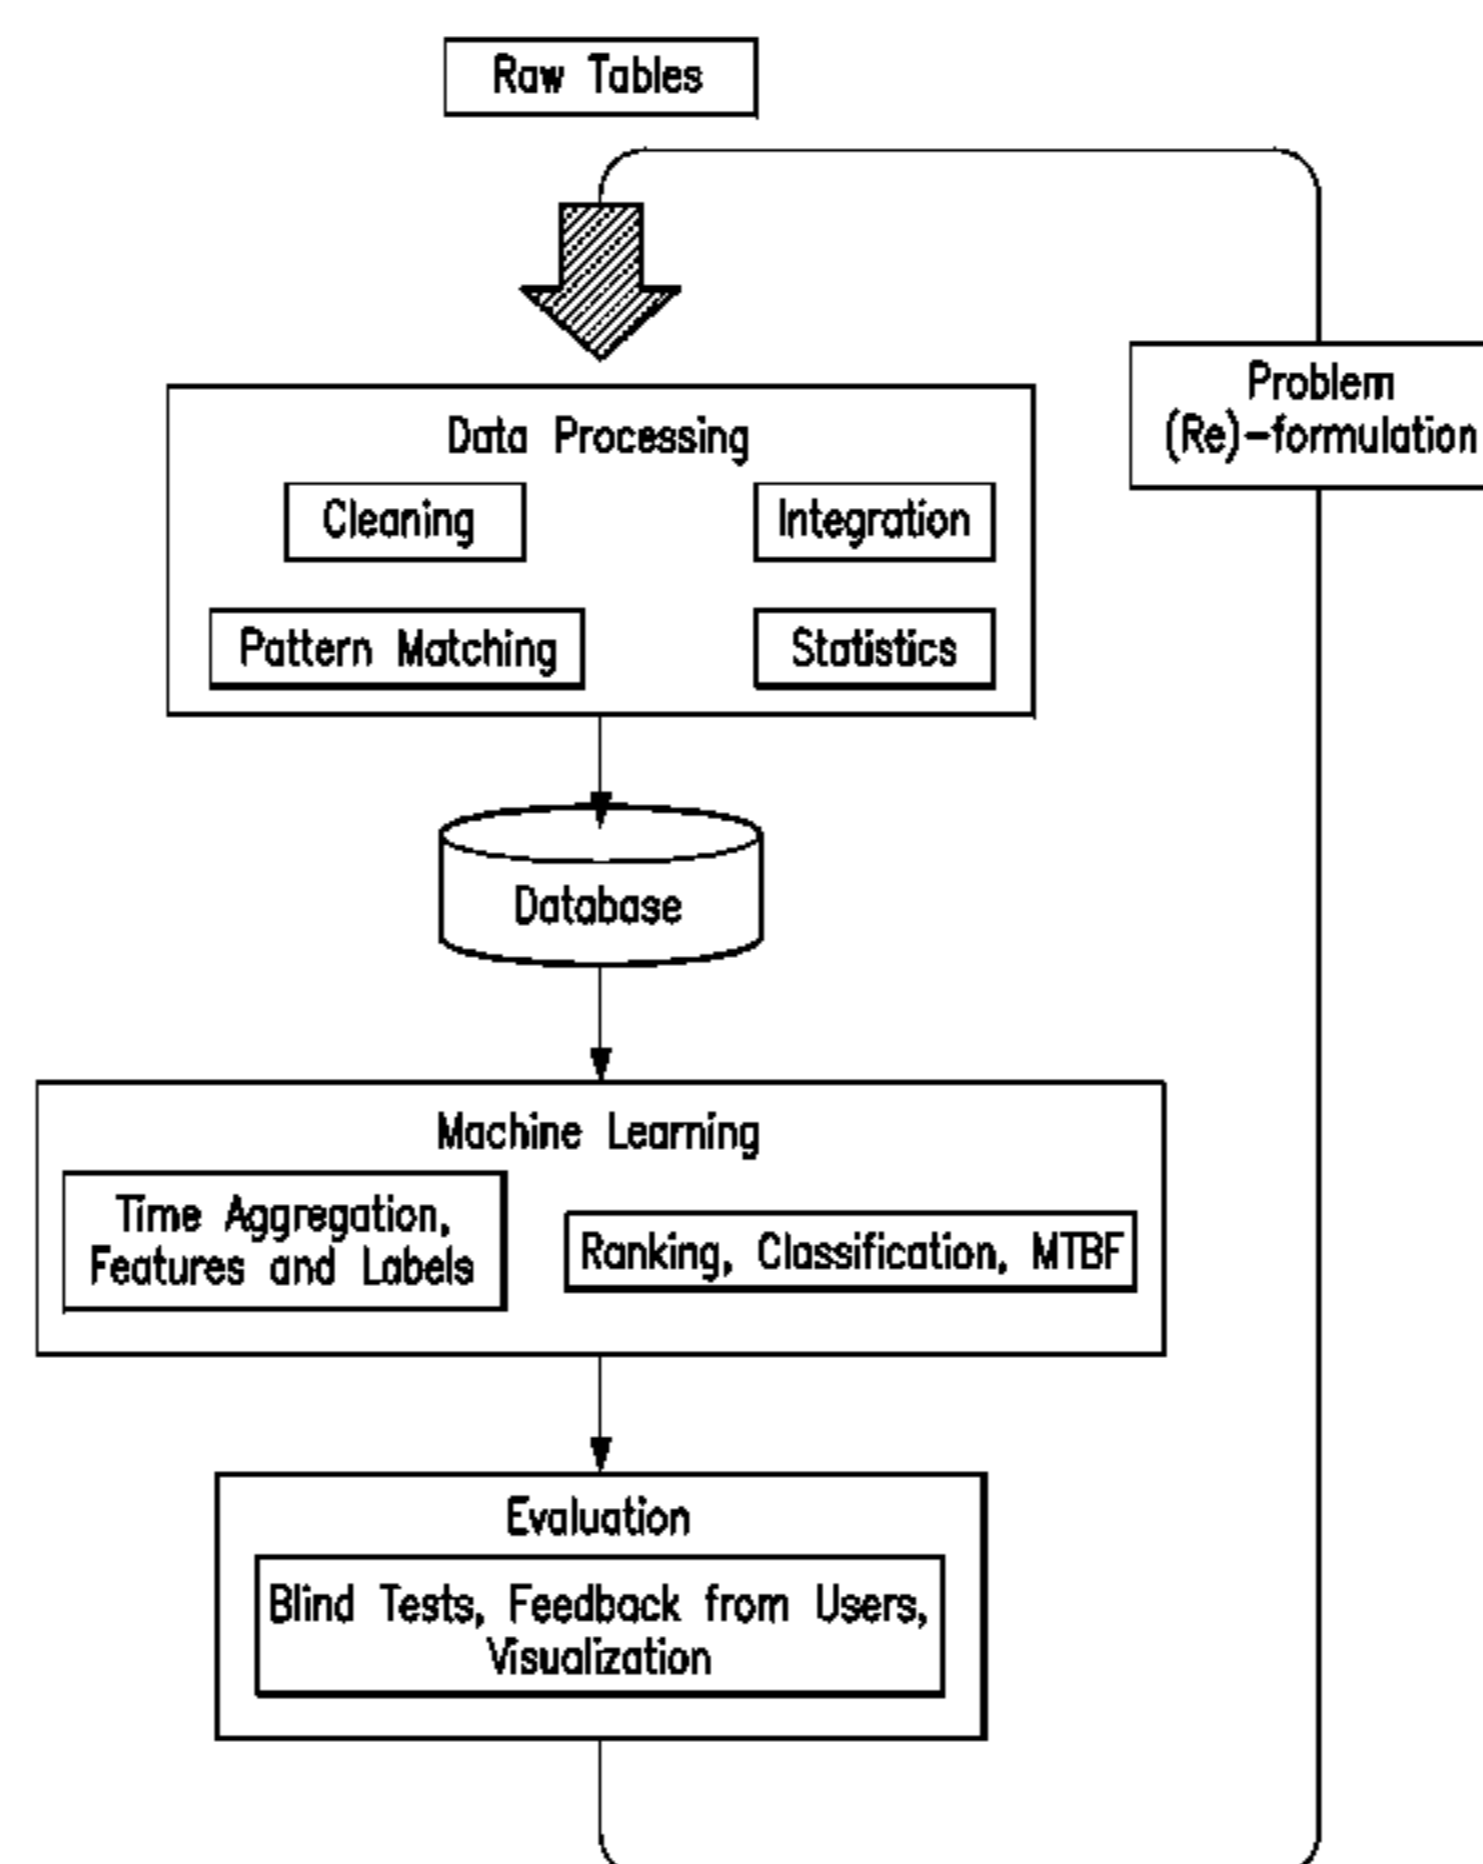 Raw Tables
Problem
(Re)-formulation
Data Processing
Cleaning
Integration
Pattern Matching
Statistics
Database
Machine Learning
Time Aggregation,
Features and Labels
Ranking, Classification, MTBF
Evaluation
Blind Tests, Feedback from Users,
Visualization